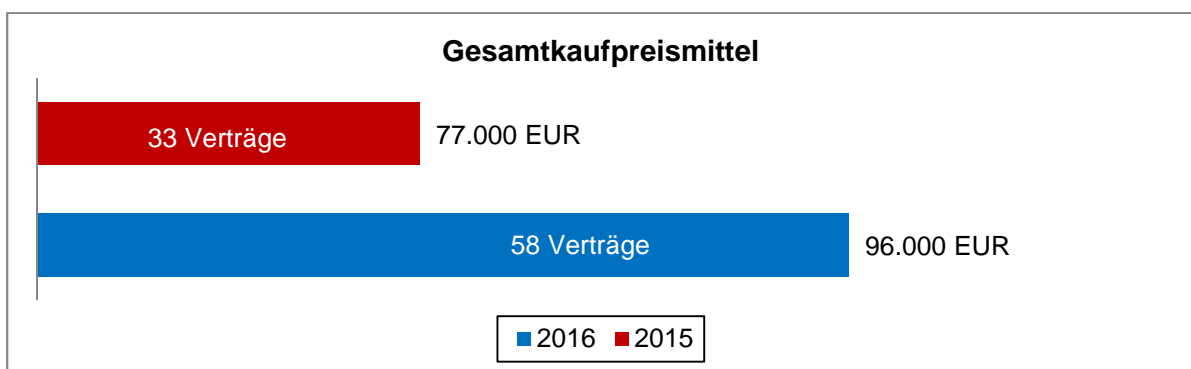 Gesamtkaufpreismittel
33 Verträge 77.000 EUR
58 Verträge 96.000 EUR
2016 2015